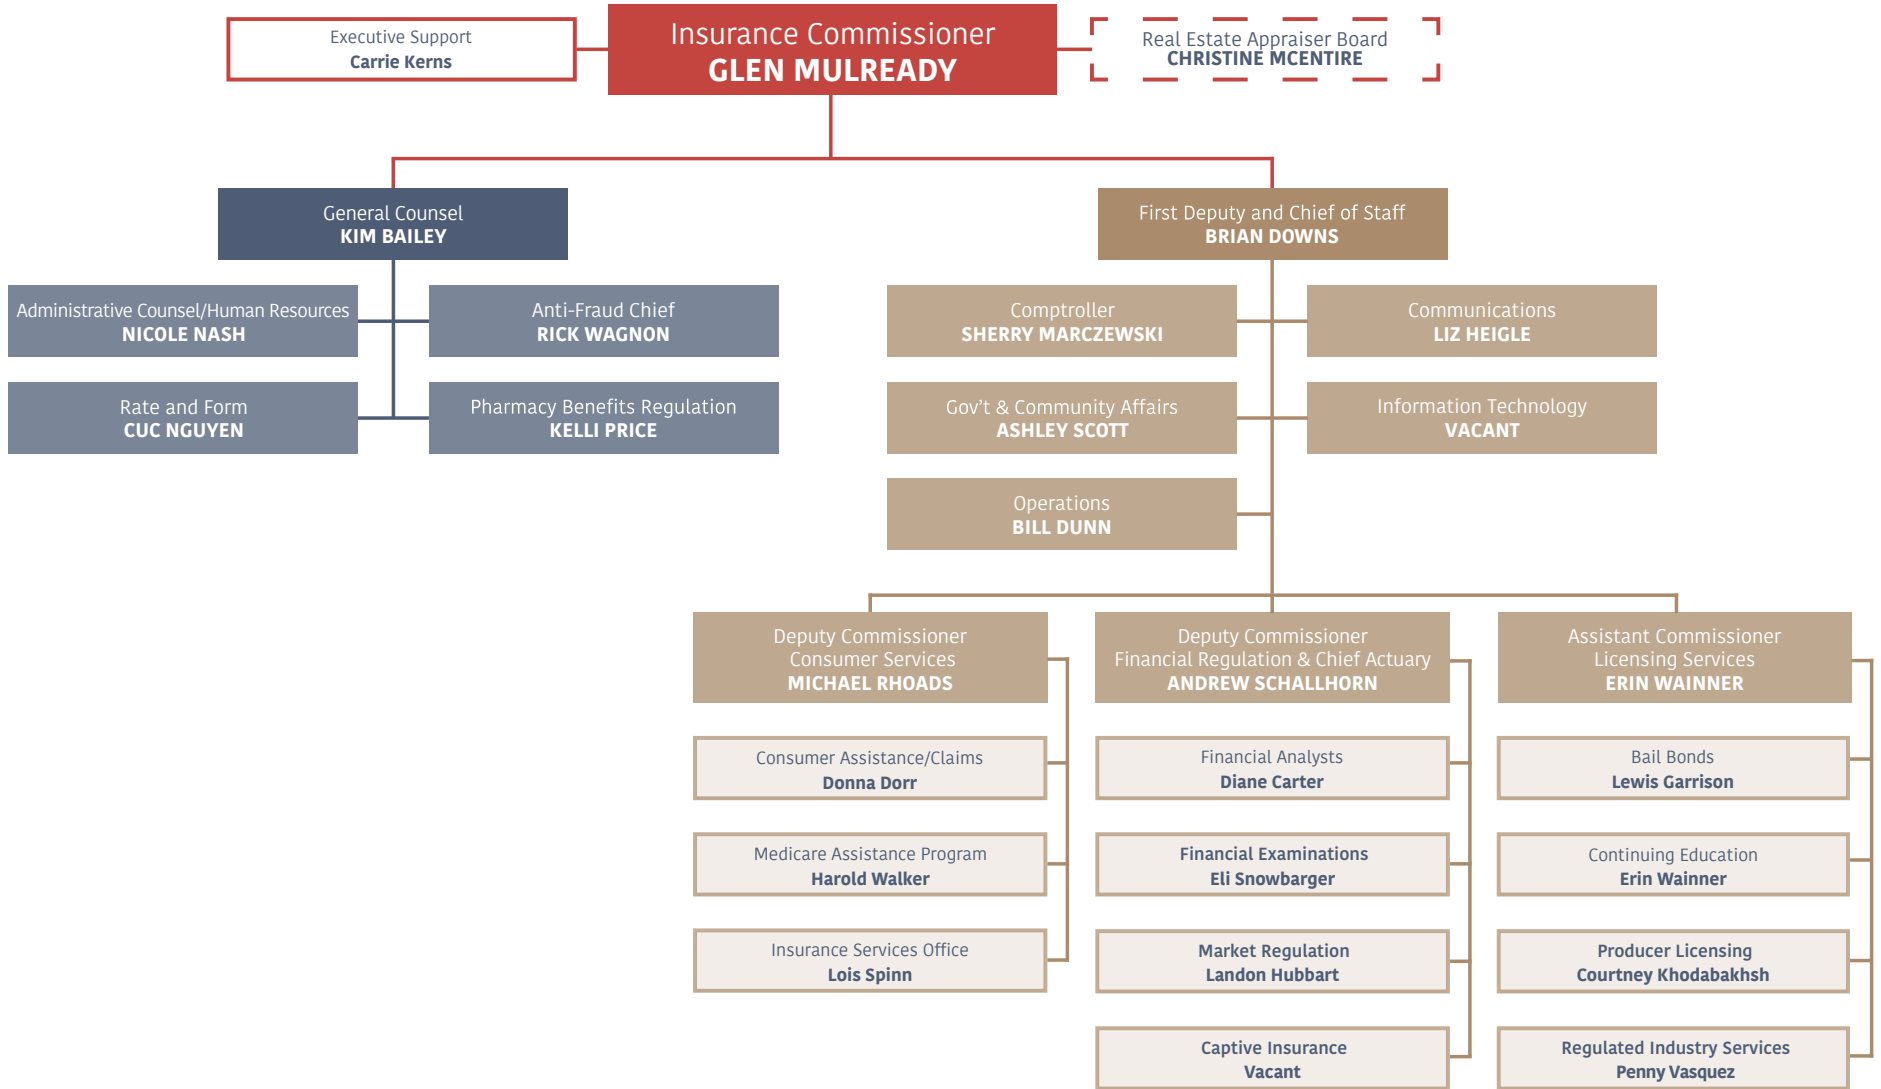 Executive Support
Carrie Kerns
Insurance Commissioner
GLEN MULREADY
Real Estate Appraiser Board
CHRISTINE MCENTIRE
General Counsel
KIM BAILEY
First Deputy and Chief of Staff
BRIAN DOWNS
Administrative Counsel/Human Resources
NICOLE NASH
Anti-Fraud Chief
RICK WAGNON
Comptroller
SHERRY MARCZEWSKI
Communications
LIZ HEIGLE
Rate and Form
CUC NGUYEN
Pharmacy Benefits Regulation
KELLI PRICE
Gov't & Community Affairs
ASHLEY SCOTT
Information Technology
VACANT
Operations
BILL DUNN
Deputy Commissioner
Consumer Services
MICHAEL RHOADS
Deputy Commissioner
Financial Regulation & Chief Actuary
ANDREW SCHALLHORN
Assistant Commissioner
Licensing Services
ERIN WAINNER
Consumer Assistance/Claims
Donna Dorr
Financial Analysts
Diane Carter
Bail Bonds
Lewis Garrison
Medicare Assistance Program
Harold Walker
Financial Examinations
Eli Snowbarger
Continuing Education
Erin Wainner
Insurance Services Office
Lois Spinn
Market Regulation
Landon Hubbart
Producer Licensing
Courtney Khodabakhsh
Captive Insurance
Vacant
Regulated Industry Services
Penny Vasquez